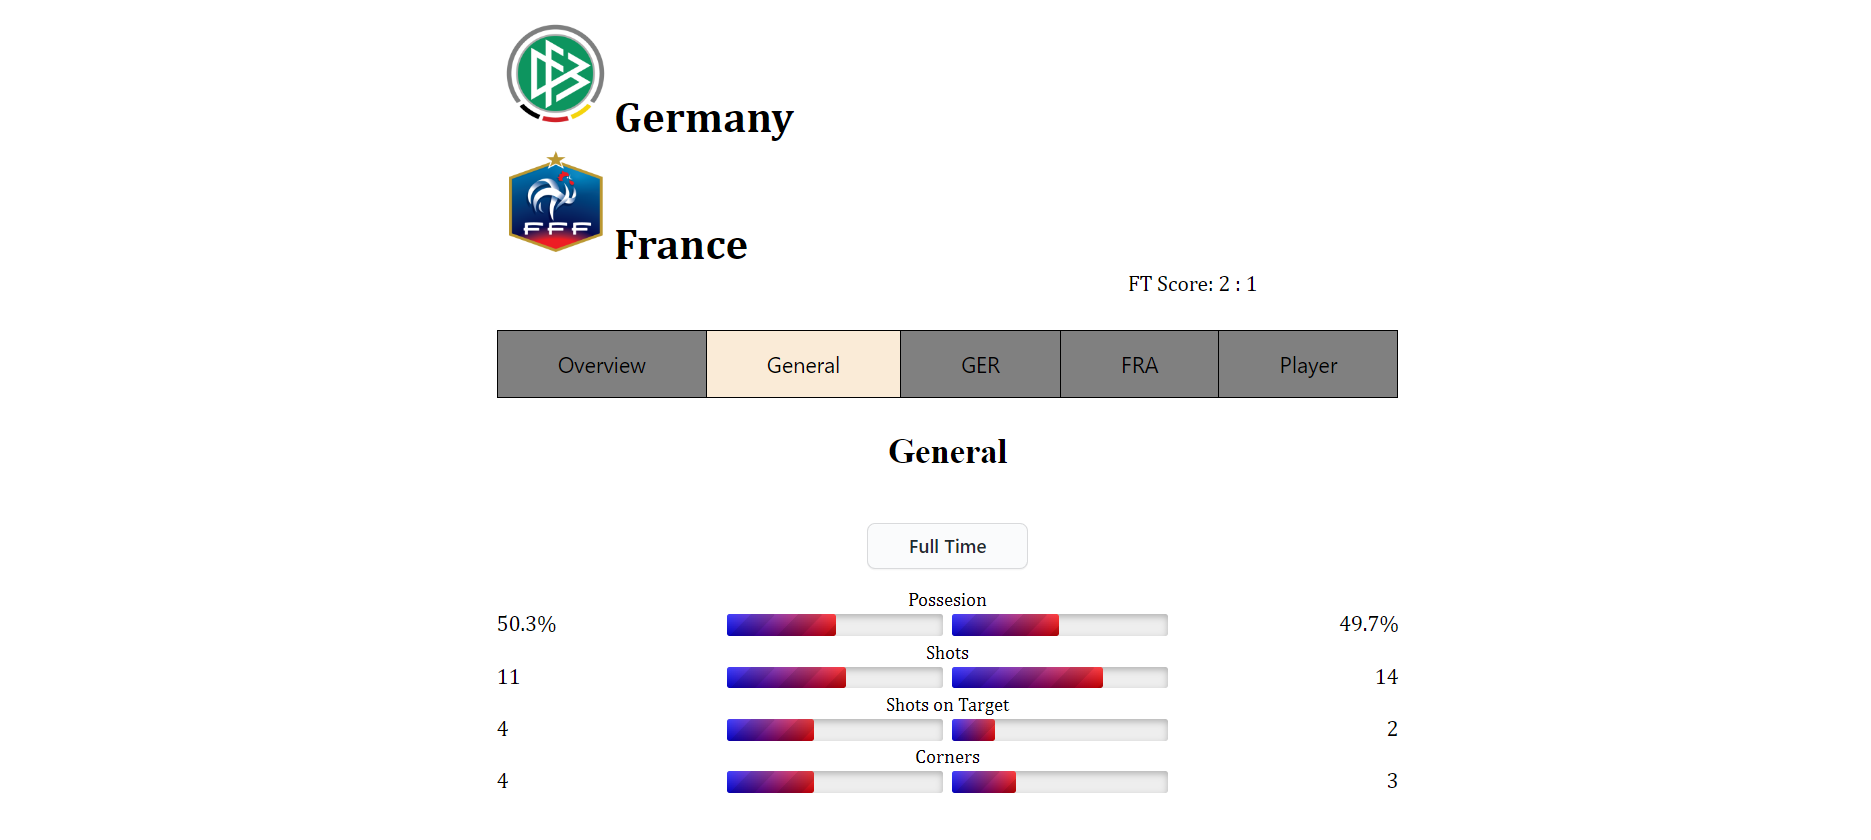 Germany
FFF
France
FT Score: 2 : 1
Overview General GER FRA Player
General
Full Time
Possesion
50.3% 49.7%
Shots
11 14
Shots on Target
4 2
Corners
4 3